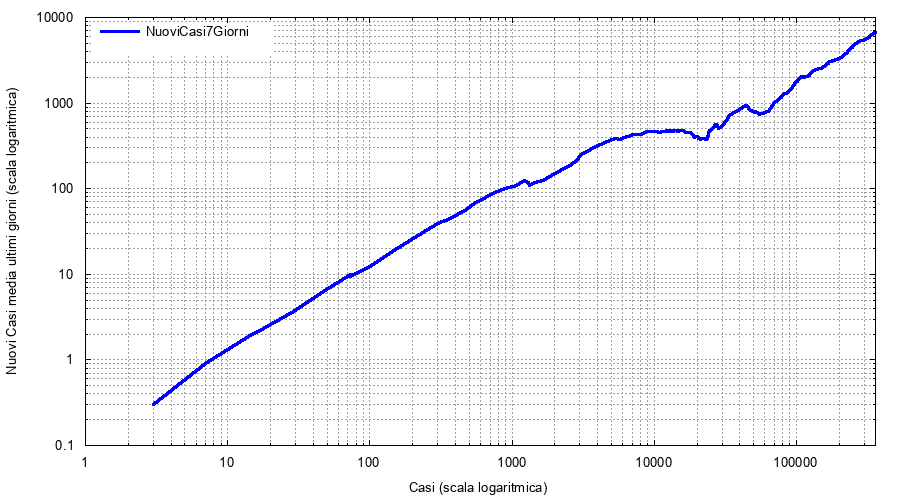 NuoviCasi7Giorni
10000
1000
100
10
1
0.1
Nuovi Casi media ultimi giorni (scala logaritmica)
1 10 100 1000 10000 100000
Casi (scala logaritmica)